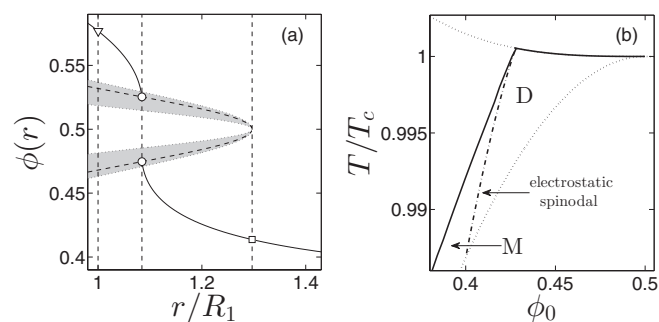 (a)
0.55
0.5
0.45
0.4
ϕ(r)
1
1.2
1.4
r/R₁
(b)
1
0.995
0.99
T/T_c
D
electrostatic
spinodal
M
0.4
0.45
0.5
ϕ₀